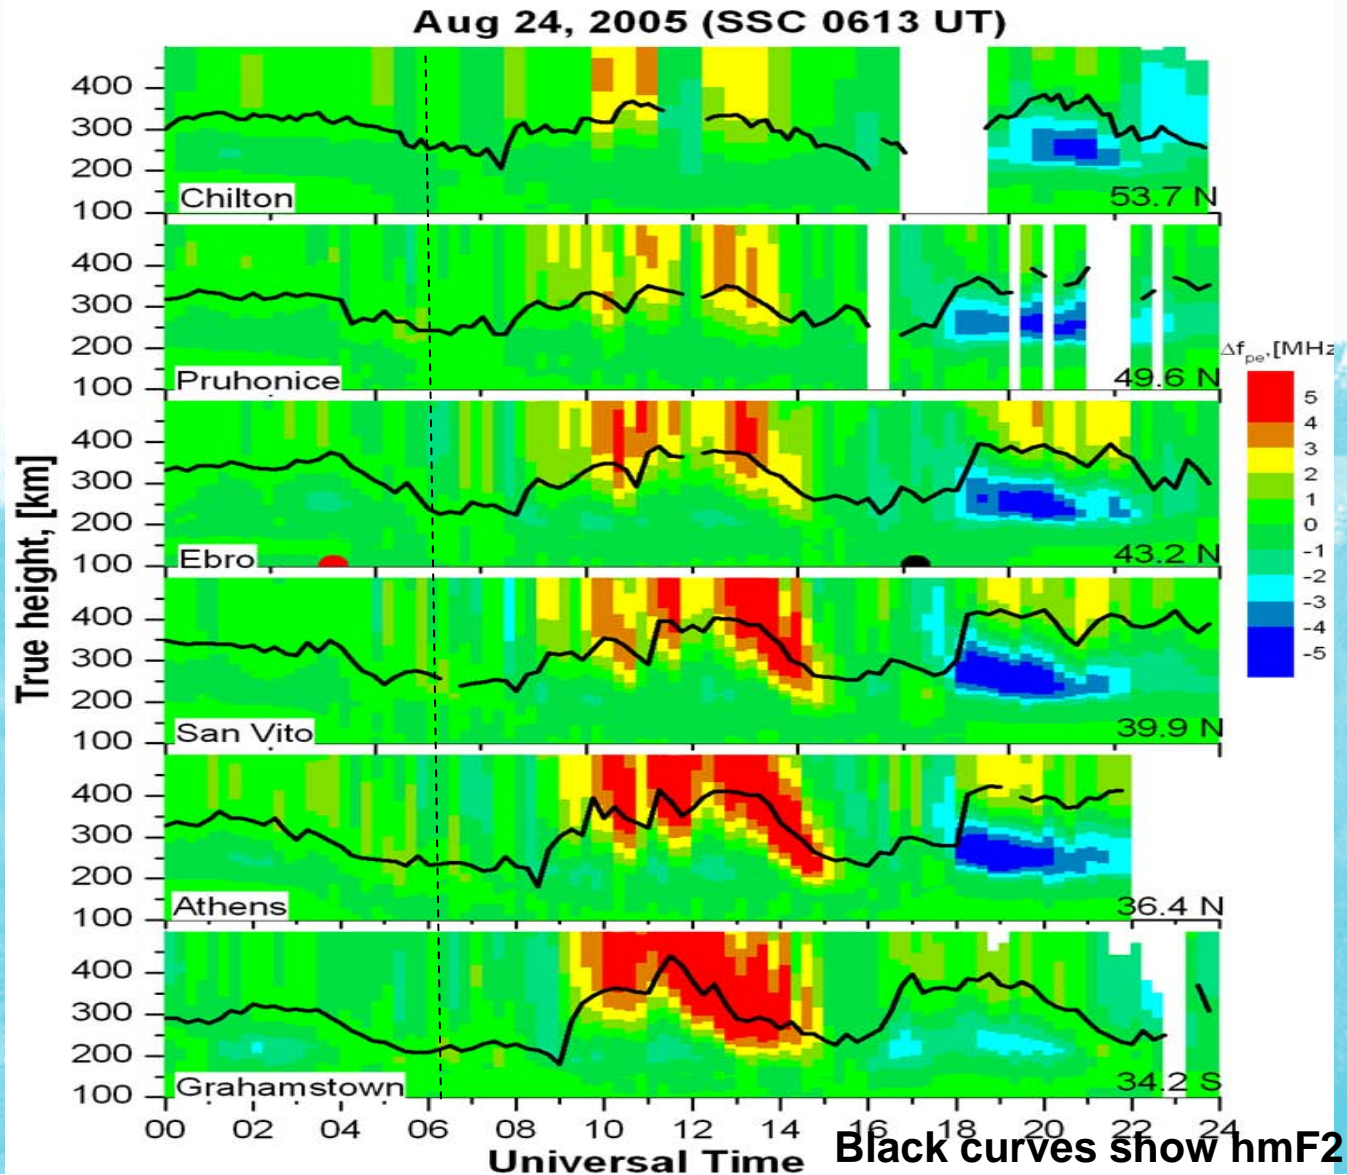 Aug 24, 2005 (SSC 0613 UT)
True height, [km]
400
300
200
100
Chilton
53.7 N
400
300
200
100
Pruhonice
49.6 N
400
300
200
100
Ebro
43.2 N
400
300
200
100
San Vito
39.9 N
400
300
200
100
Athens
36.4 N
400
300
200
100
Grahamstown
34.2 S
00 02 04 06 08 10 12 14 16 18 20 22 24
Universal Time
Black curves show hmF2
Δfpe,[MHz
5
4
3
2
1
0
-1
-2
-3
-4
-5